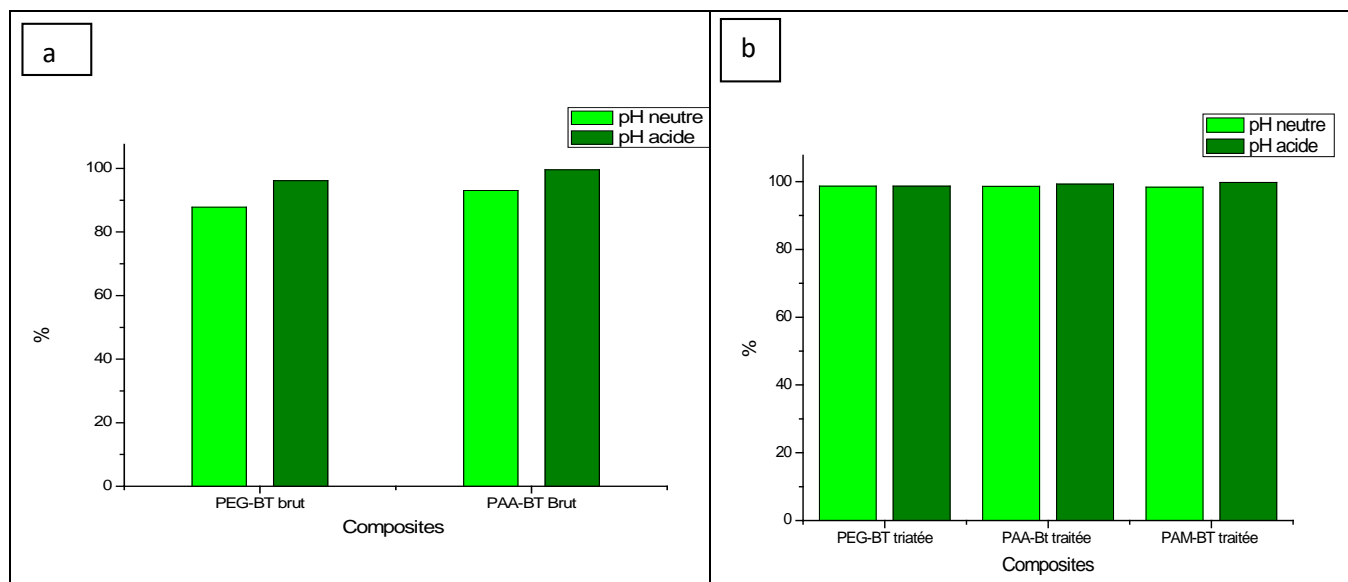 a
pH neutre
pH acide
100
80
60
40
20
0
%
PEG-BT brut
PAA-BT Brut
Composites
b
pH neutre
pH acide
100
80
60
40
20
0
%
PEG-BT triatée
PAA-Bt traitée
PAM-BT traitée
Composites